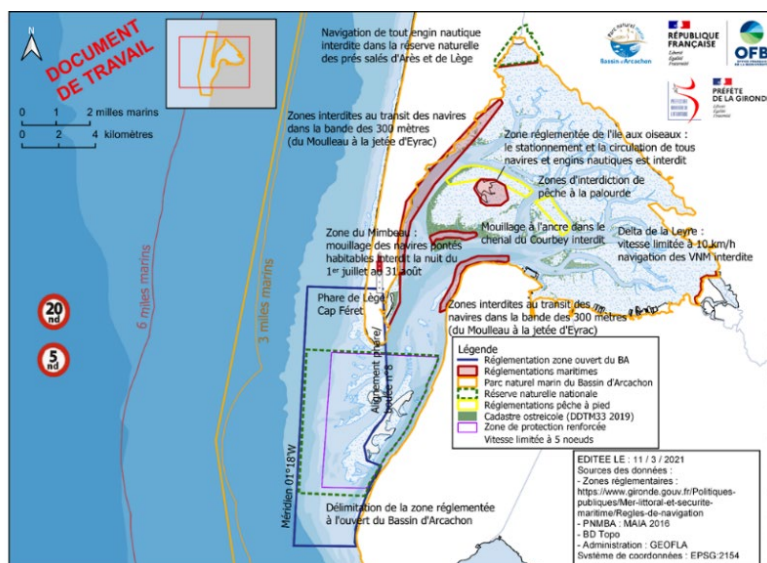 DOCUMENT
DE TRAVAIL
N
0 1 2 milles marins
0 2 4 kilomètres
Navigation de tout engin nautique
interdite dans la réserve naturelle
des prés salés d'Arès et de Lège
Parc naturel marin
Bassin d'Arcachon
RÉPUBLIQUE
FRANÇAISE
Liberté
Égalité
Fraternité
OFB
PRÉFÈTE
DE LA GIRONDE
Zones interdites au transit des navires
dans la bande des 300 mètres
(du Moulleau à la jetée d'Eyrac)
Zone réglementée de l'île aux oiseaux :
le stationnement et la circulation de tous
navires et engins nautiques est interdit
Zones d'interdiction de
pêche à la palourde
Mouillage à l'ancre dans le
chenal du Courbey interdit
Zone du Mimbeau :
mouillage des navires pontés
habitables interdit la nuit du
1er juillet au 31 août
Delta de la Leyre :
vitesse limitée à 10 km/h
navigation des VNM interdite
6 miles marins
3 miles marins
20
nd
5
nd
Phare de Lège
Cap Féret
Zones interdites au transit des
navires dans la bande des 300 mètres
(du Moulleau à la jetée d'Eyrac)
Alignement phare/
bouée n°8
Méridien 01°18'W
Délimitation de la zone réglementée
à l'ouvert du Bassin d'Arcachon
Légende
Réglementation zone ouvert du BA
Réglementations maritimes
Parc naturel marin du Bassin d'Arcachon
Réserve naturelle nationale
Réglementations pêche à pied
Cadastre ostreicole (DDTM33 2019)
Zone de protection renforcée
Vitesse limitée à 5 noeuds
EDITEE LE : 11 / 3 / 2021
Sources des données :
- Zones réglementaires :
https://www.gironde.gouv.fr/Politiques-
publiques/Mer-littoral-et-securite-
maritime/Regles-de-navigation
- PNMBA : MAIA 2016
- BD Topo
- Administration : GEOFLA
Système de coordonnées : EPSG:2154